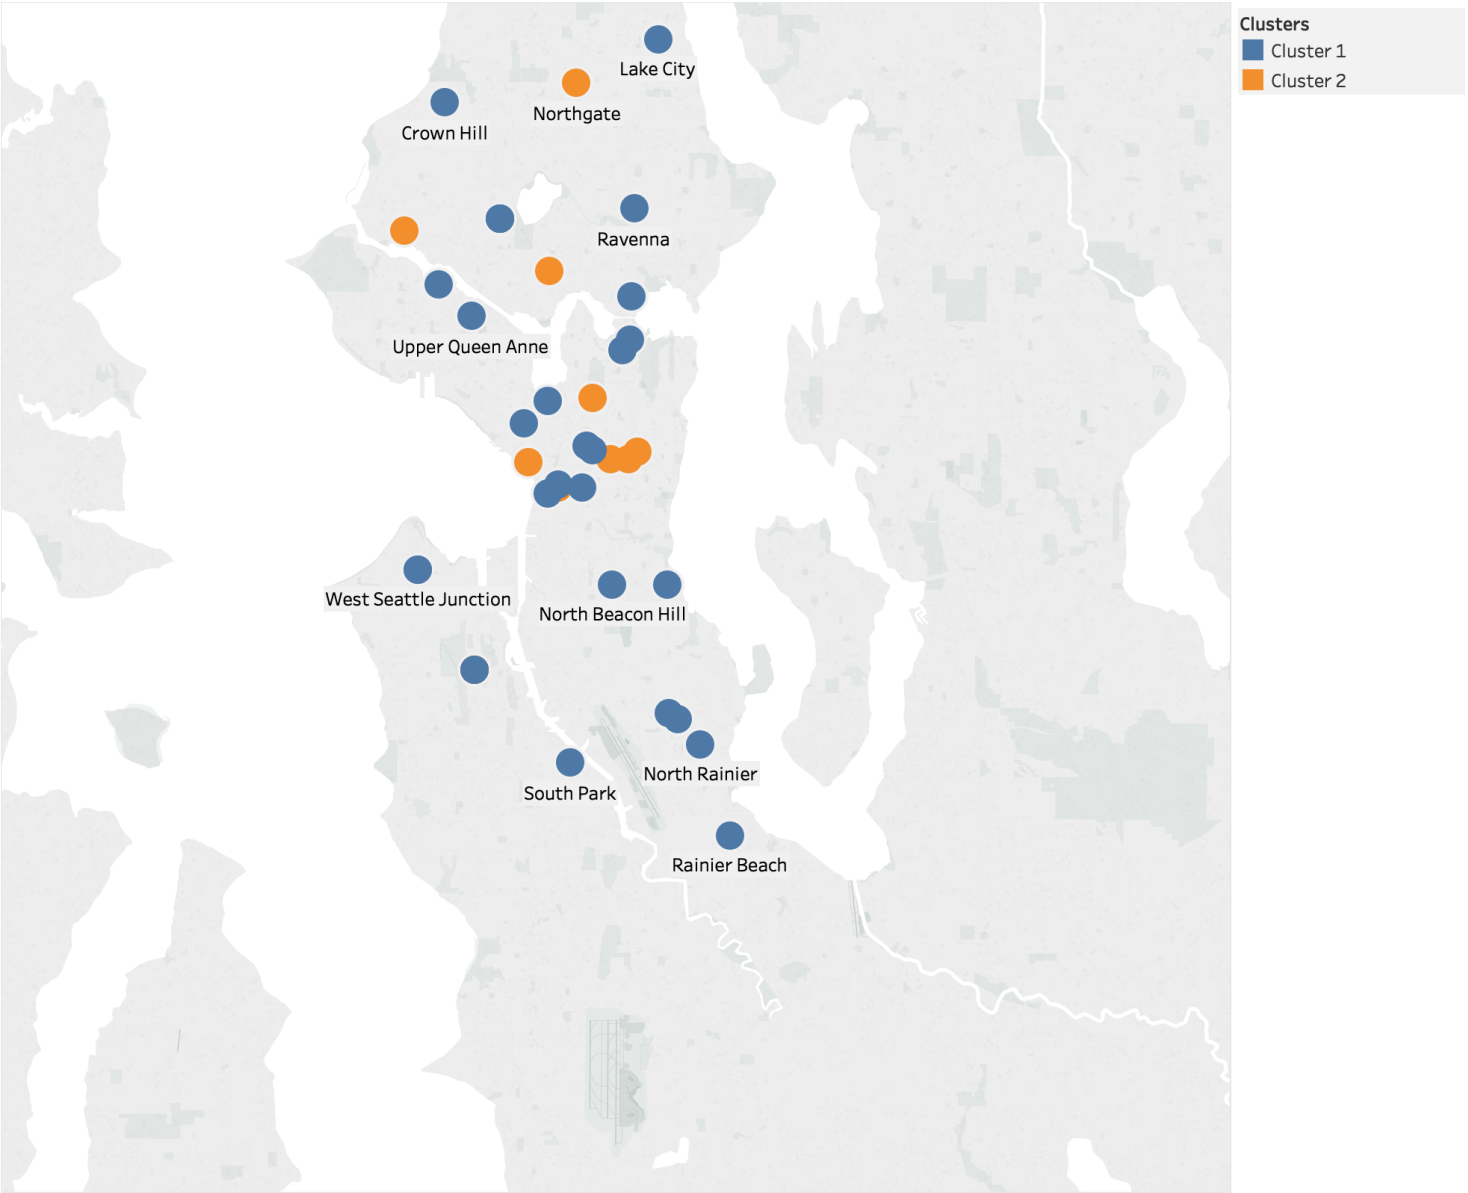 Clusters
Cluster 1
Cluster 2
Lake City
Northgate
Crown Hill
Ravenna
Upper Queen Anne
West Seattle Junction
North Beacon Hill
North Rainier
South Park
Rainier Beach